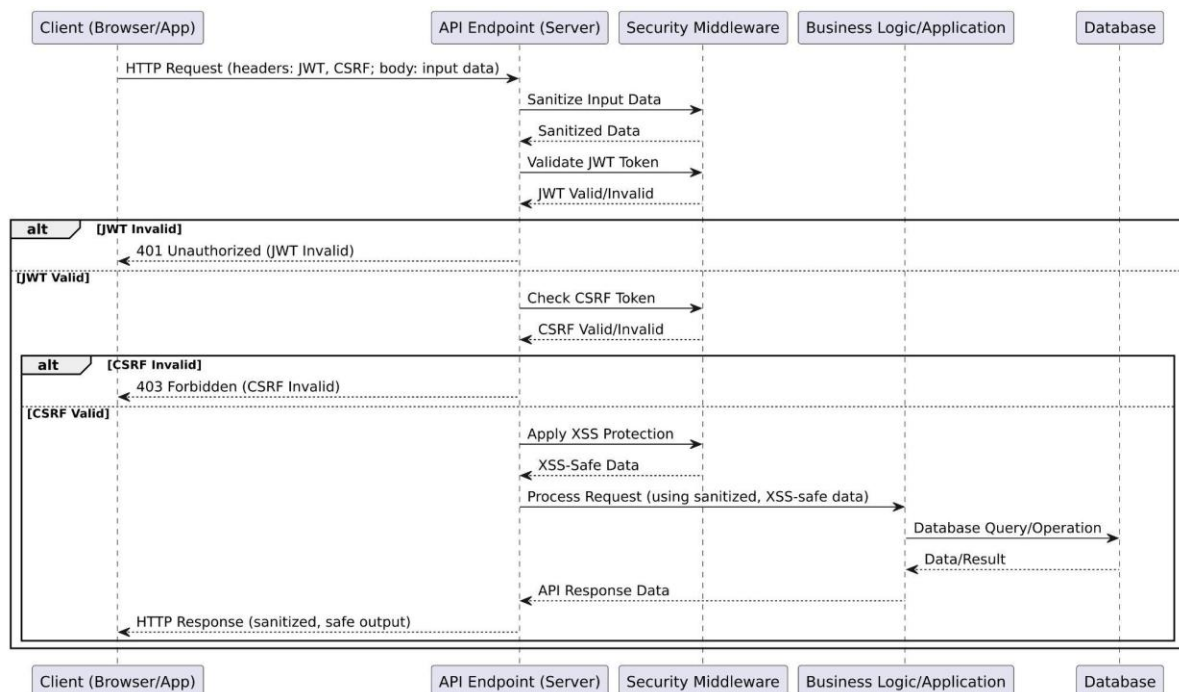 Client (Browser/App) API Endpoint (Server) Security Middleware Business Logic/Application Database
HTTP Request (headers: JWT, CSRF; body: input data)
Sanitize Input Data
Sanitized Data
Validate JWT Token
JWT Valid/Invalid
alt [JWT Invalid]
401 Unauthorized (JWT Invalid)
[JWT Valid]
Check CSRF Token
CSRF Valid/Invalid
alt [CSRF Invalid]
403 Forbidden (CSRF Invalid)
[CSRF Valid]
Apply XSS Protection
XSS-Safe Data
Process Request (using sanitized, XSS-safe data)
Database Query/Operation
Data/Result
API Response Data
HTTP Response (sanitized, safe output)
Client (Browser/App) API Endpoint (Server) Security Middleware Business Logic/Application Database